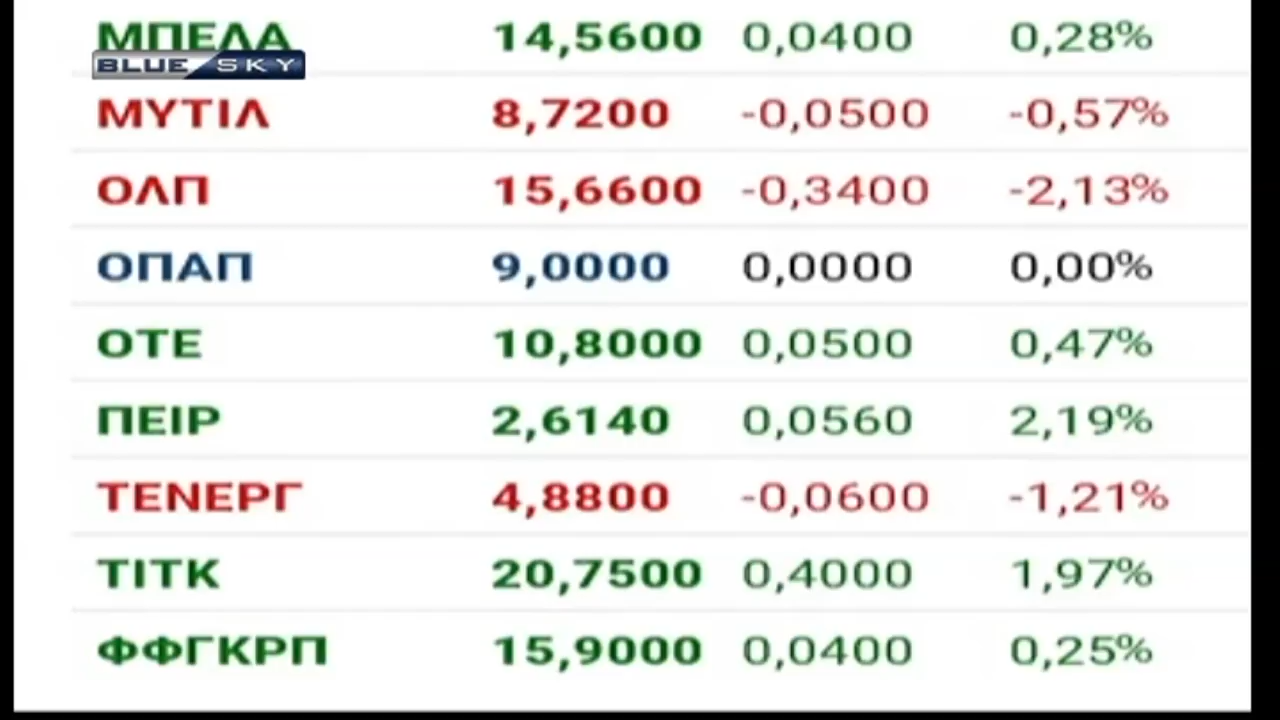 ΜΠΕΛΑ 14,5600 0,0400 0,28%
BLUE SKY
ΜΥΤΙΛ 8,7200 -0,0500 -0,57%
ΟΛΠ 15,6600 -0,3400 -2,13%
ΟΠΑΠ 9,0000 0,0000 0,00%
ΟΤΕ 10,8000 0,0500 0,47%
ΠΕΙΡ 2,6140 0,0560 2,19%
ΤΕΝΕΡΓ 4,8800 -0,0600 -1,21%
ΤΙΤΚ 20,7500 0,4000 1,97%
ΦΦΓΚΡΠ 15,9000 0,0400 0,25%